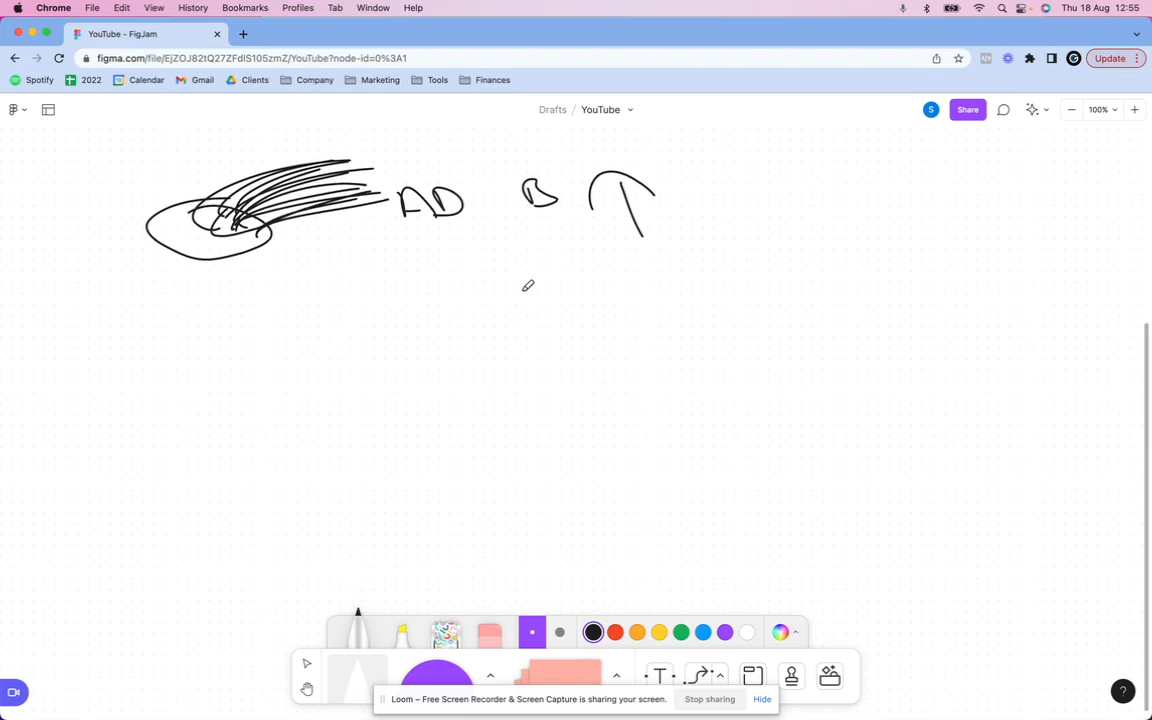 Chrome File Edit View History Bookmarks Profiles Tab Window Help Thu 18 Aug 12:55
YouTube - FigJam
figma.com/file/EjZOJ82tQ27ZFdIS105zmZ/YouTube?node-id=0%3A1 Update
Spotify 2022 Calendar Gmail Clients Company Marketing Tools Finances
Drafts / YouTube S Share 100%
AD B T
T
Loom – Free Screen Recorder & Screen Capture is sharing your screen. Stop sharing Hide
?